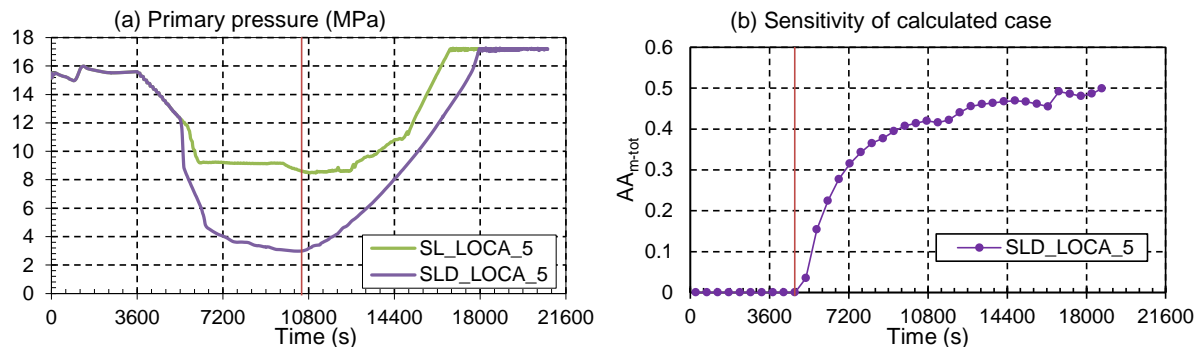 (a) Primary pressure (MPa)
18
16
14
12
10
8
6
4
2
0
0 3600 7200 10800 14400 18000 21600
Time (s)
SL_LOCA_5
SLD_LOCA_5
(b) Sensitivity of calculated case
0.6
0.5
0.4
0.3
0.2
0.1
0
AAm-tot
0 3600 7200 10800 14400 18000 21600
Time (s)
SLD_LOCA_5